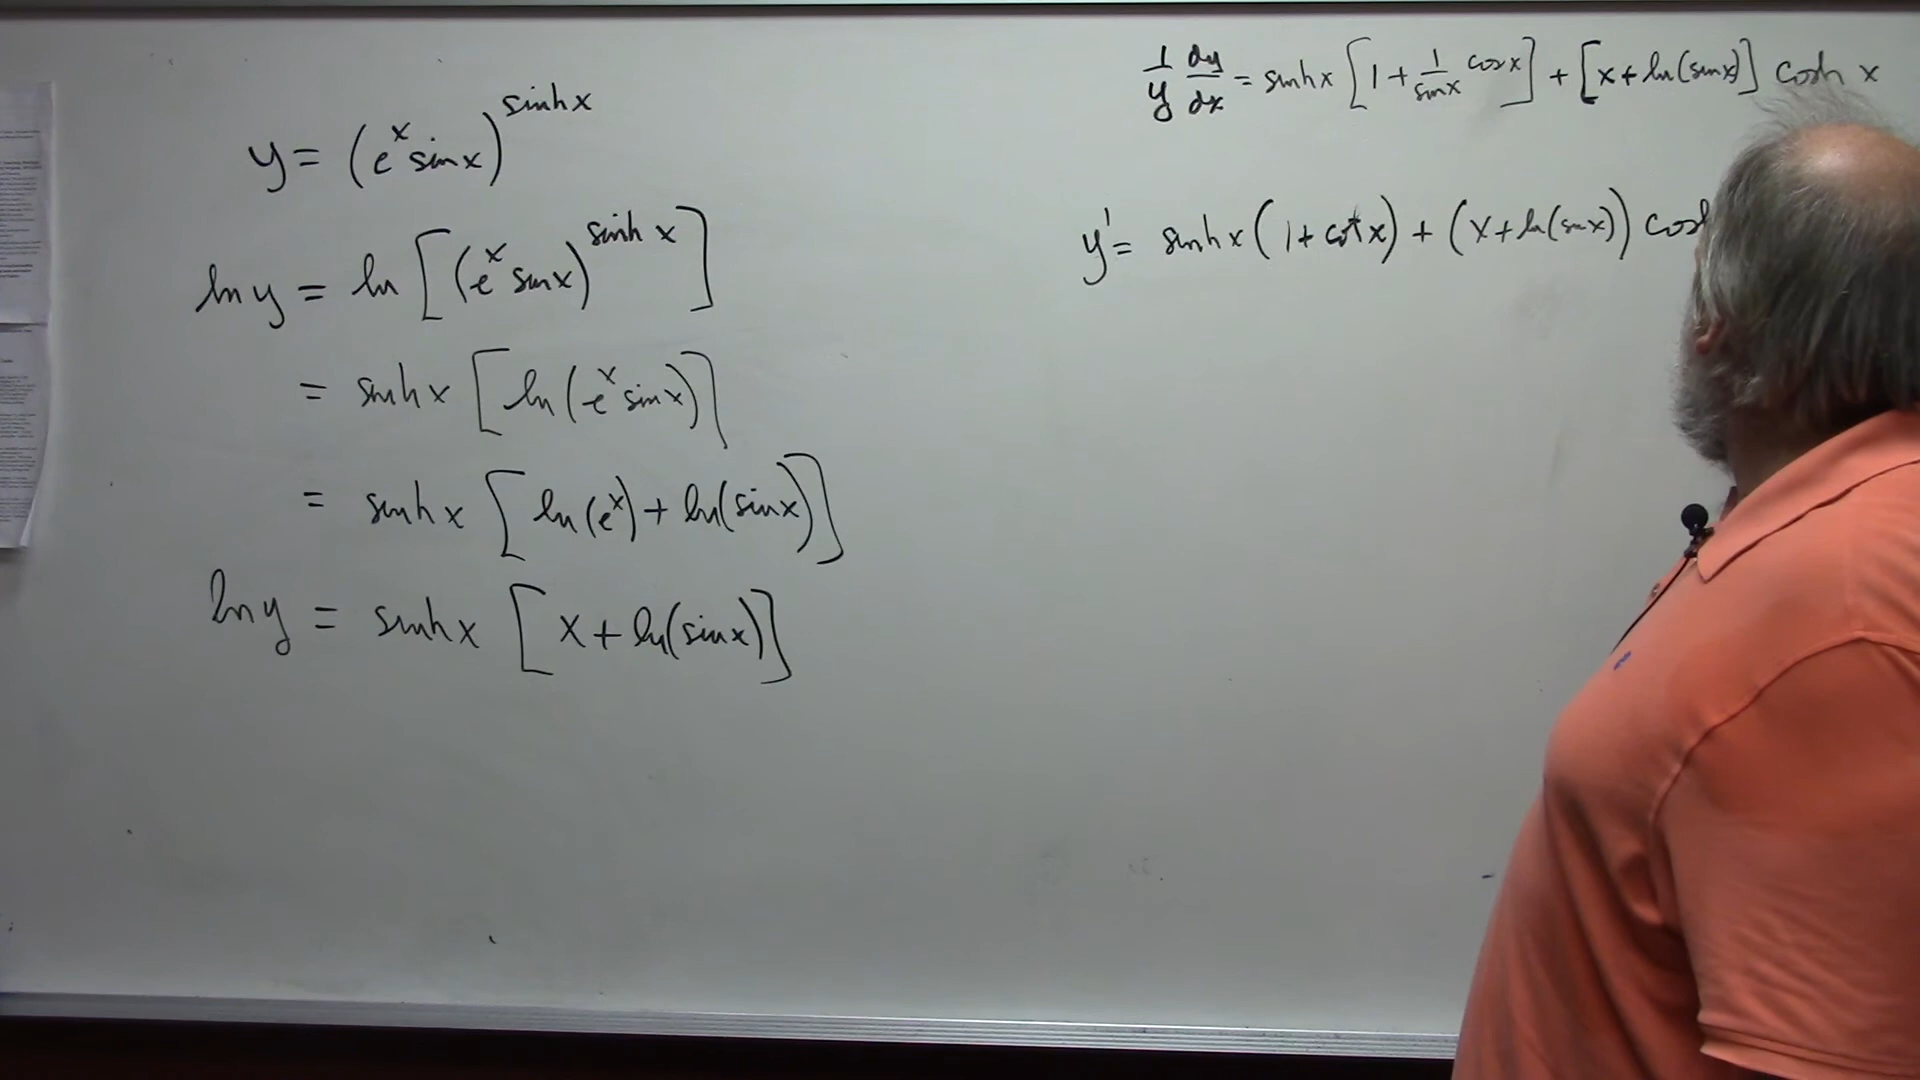 y = (e^x sin x)^sinh x
ln y = ln [(e^x sin x)^sinh x]
= sinh x [ln (e^x sin x)]
= sinh x [ln (e^x) + ln (sin x)]
ln y = sinh x [x + ln (sin x)]
1/y dy/dx = sinh x [1 + 1/sin x cos x] + [x + ln (sin x)] cosh x
y' = sinh x (1 + cot x) + (x + ln (sin x)) cosh